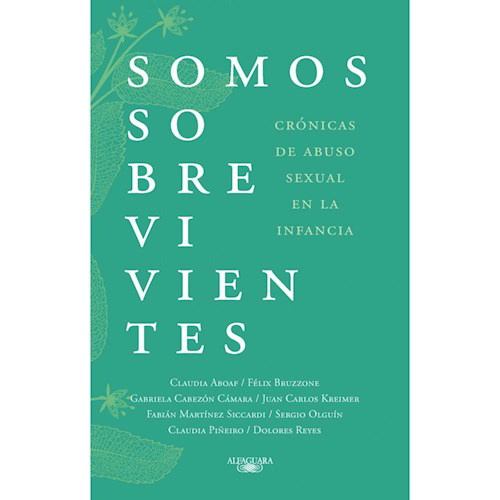 SOMOS
SO
BRE
VI
VIEN
TES
CRÓNICAS
DE ABUSO
SEXUAL
EN LA
INFANCIA
CLAUDIA ABOAF / FÉLIX BRUZZONE
GABRIELA CABEZÓN CÁMARA / JUAN CARLOS KREIMER
FABIÁN MARTÍNEZ SICCARDI / SERGIO OLGUÍN
CLAUDIA PIÑEIRO / DOLORES REYES
ALFAGUARA